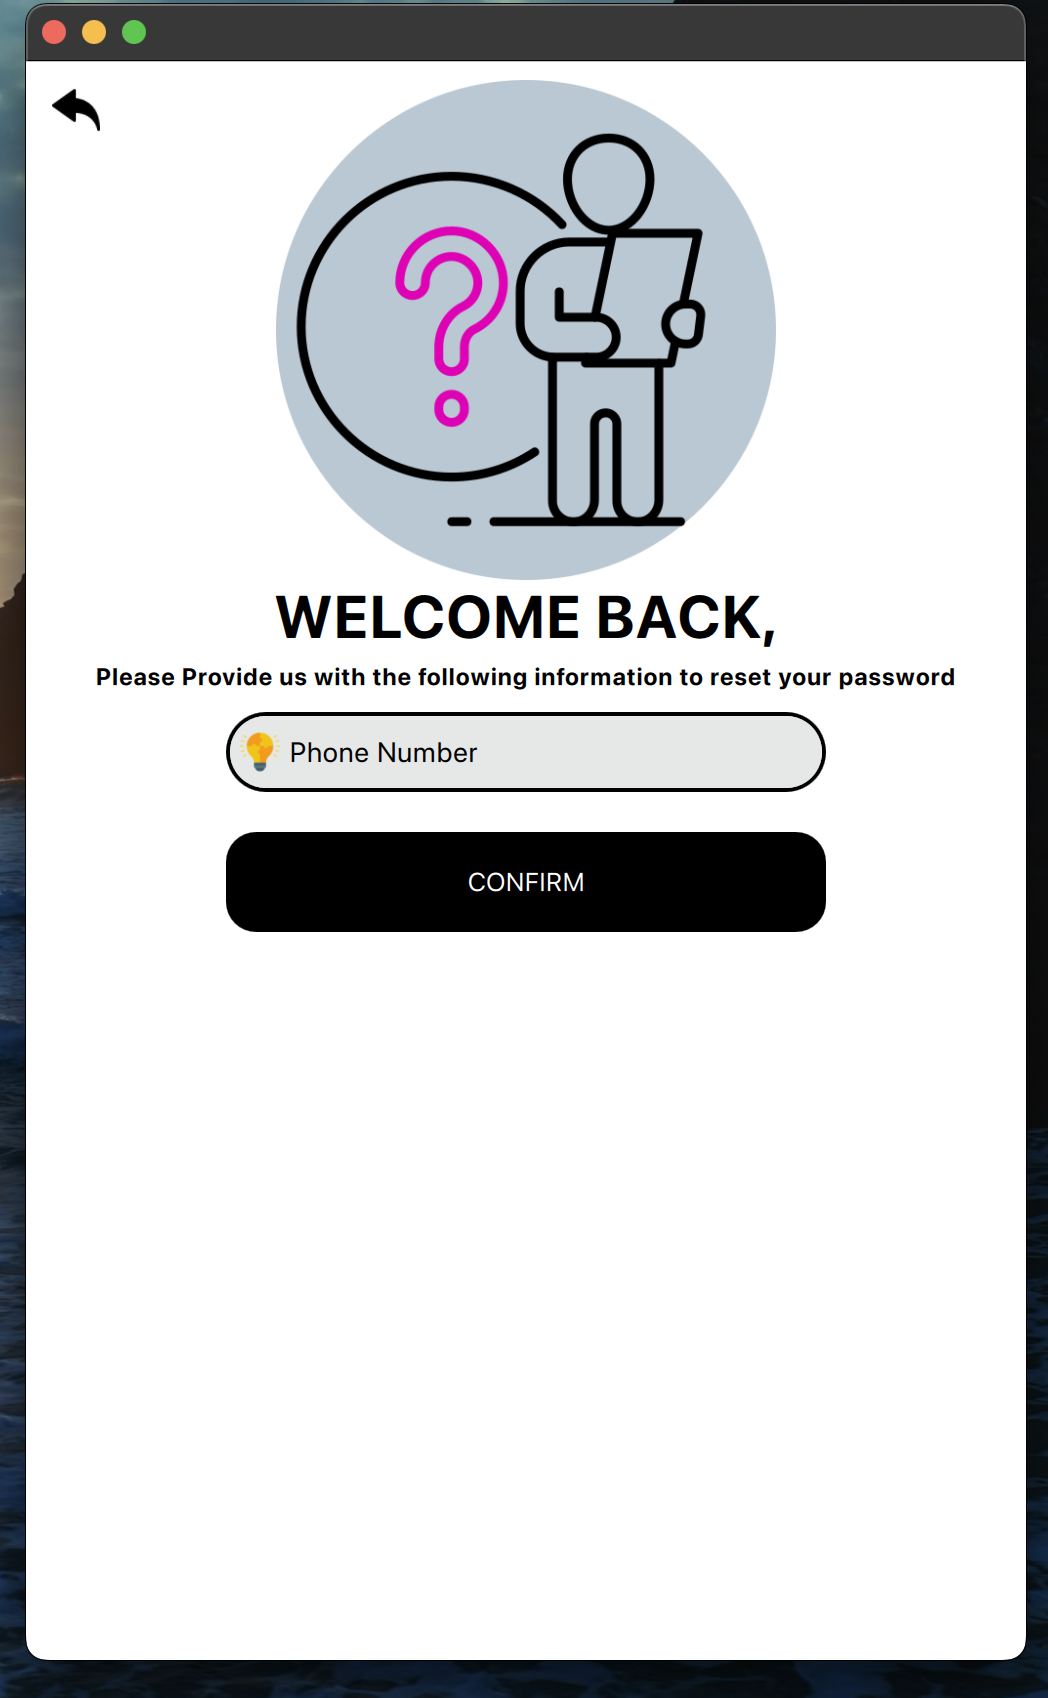 WELCOME BACK,
Please Provide us with the following information to reset your password
Phone Number
CONFIRM